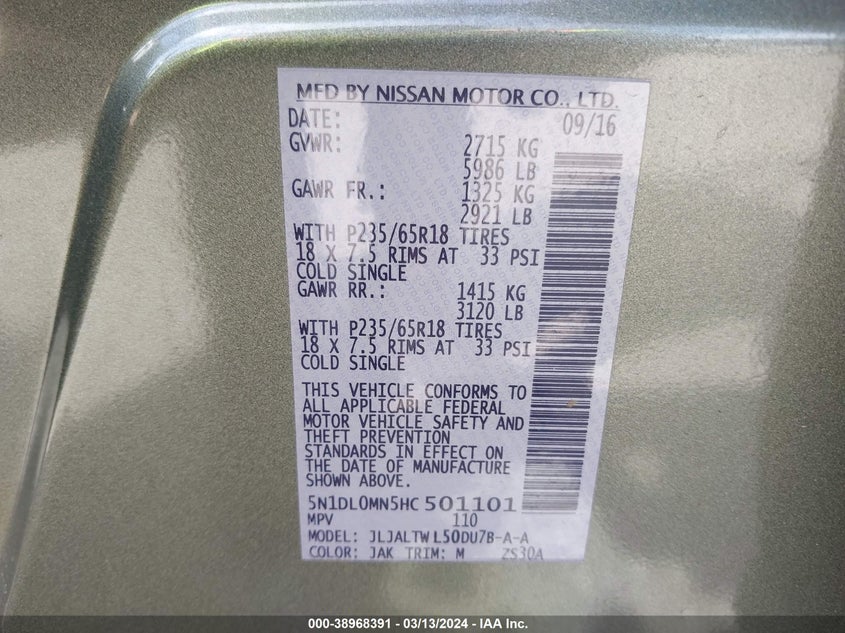 MFD BY NISSAN MOTOR CO., LTD.
DATE: 09/16
GVWR: 2715 KG
5986 LB
GAWR FR.: 1325 KG
2921 LB
WITH P235/65R18 TIRES
18 X 7.5 RIMS AT 33 PSI
COLD SINGLE
GAWR RR.: 1415 KG
3120 LB
WITH P235/65R18 TIRES
18 X 7.5 RIMS AT 33 PSI
COLD SINGLE
THIS VEHICLE CONFORMS TO
ALL APPLICABLE FEDERAL
MOTOR VEHICLE SAFETY AND
THEFT PREVENTION
STANDARDS IN EFFECT ON
THE DATE OF MANUFACTURE
SHOWN ABOVE.
5N1DL0MN5HC501101
MPV 110
MODEL: JLJALTWL50DU7B-A-A
COLOR: JAK TRIM: M ZS30A
000-38968391 - 03/13/2024 - IAA Inc.